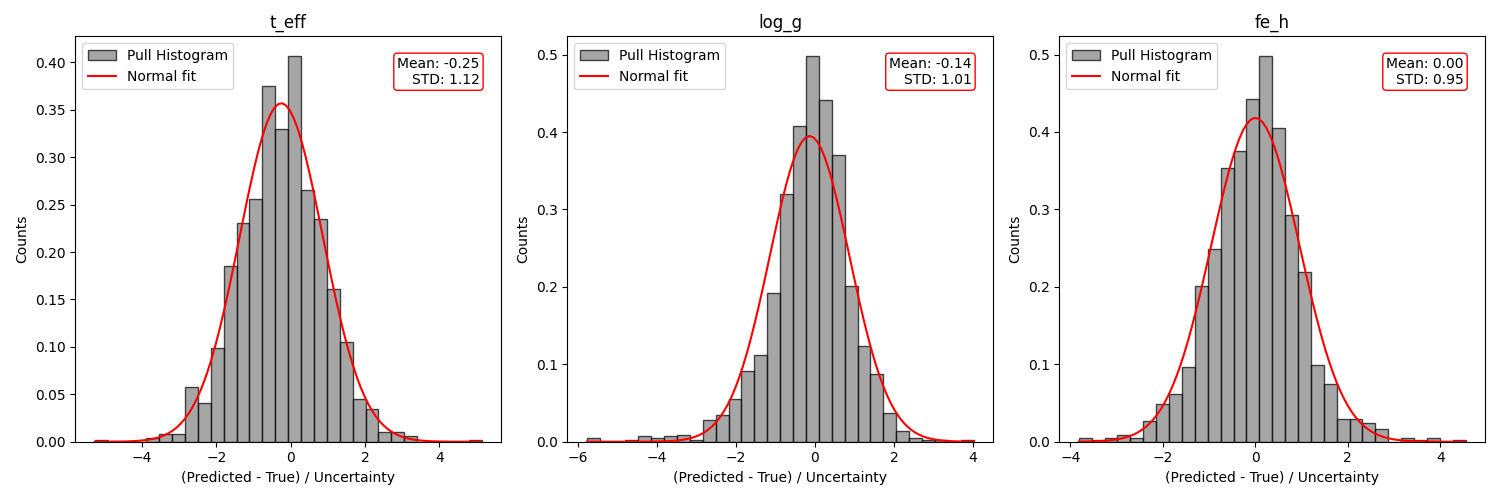 t_eff
Pull Histogram
Normal fit
Mean: -0.25
STD: 1.12
0.40
0.35
0.30
0.25
0.20
0.15
0.10
0.05
0.00
Counts
−4
−2
0
2
4
(Predicted - True) / Uncertainty
log_g
Pull Histogram
Normal fit
Mean: -0.14
STD: 1.01
0.5
0.4
0.3
0.2
0.1
0.0
Counts
−6
−4
−2
0
2
4
(Predicted - True) / Uncertainty
fe_h
Pull Histogram
Normal fit
Mean: 0.00
STD: 0.95
0.5
0.4
0.3
0.2
0.1
0.0
Counts
−4
−2
0
2
4
(Predicted - True) / Uncertainty